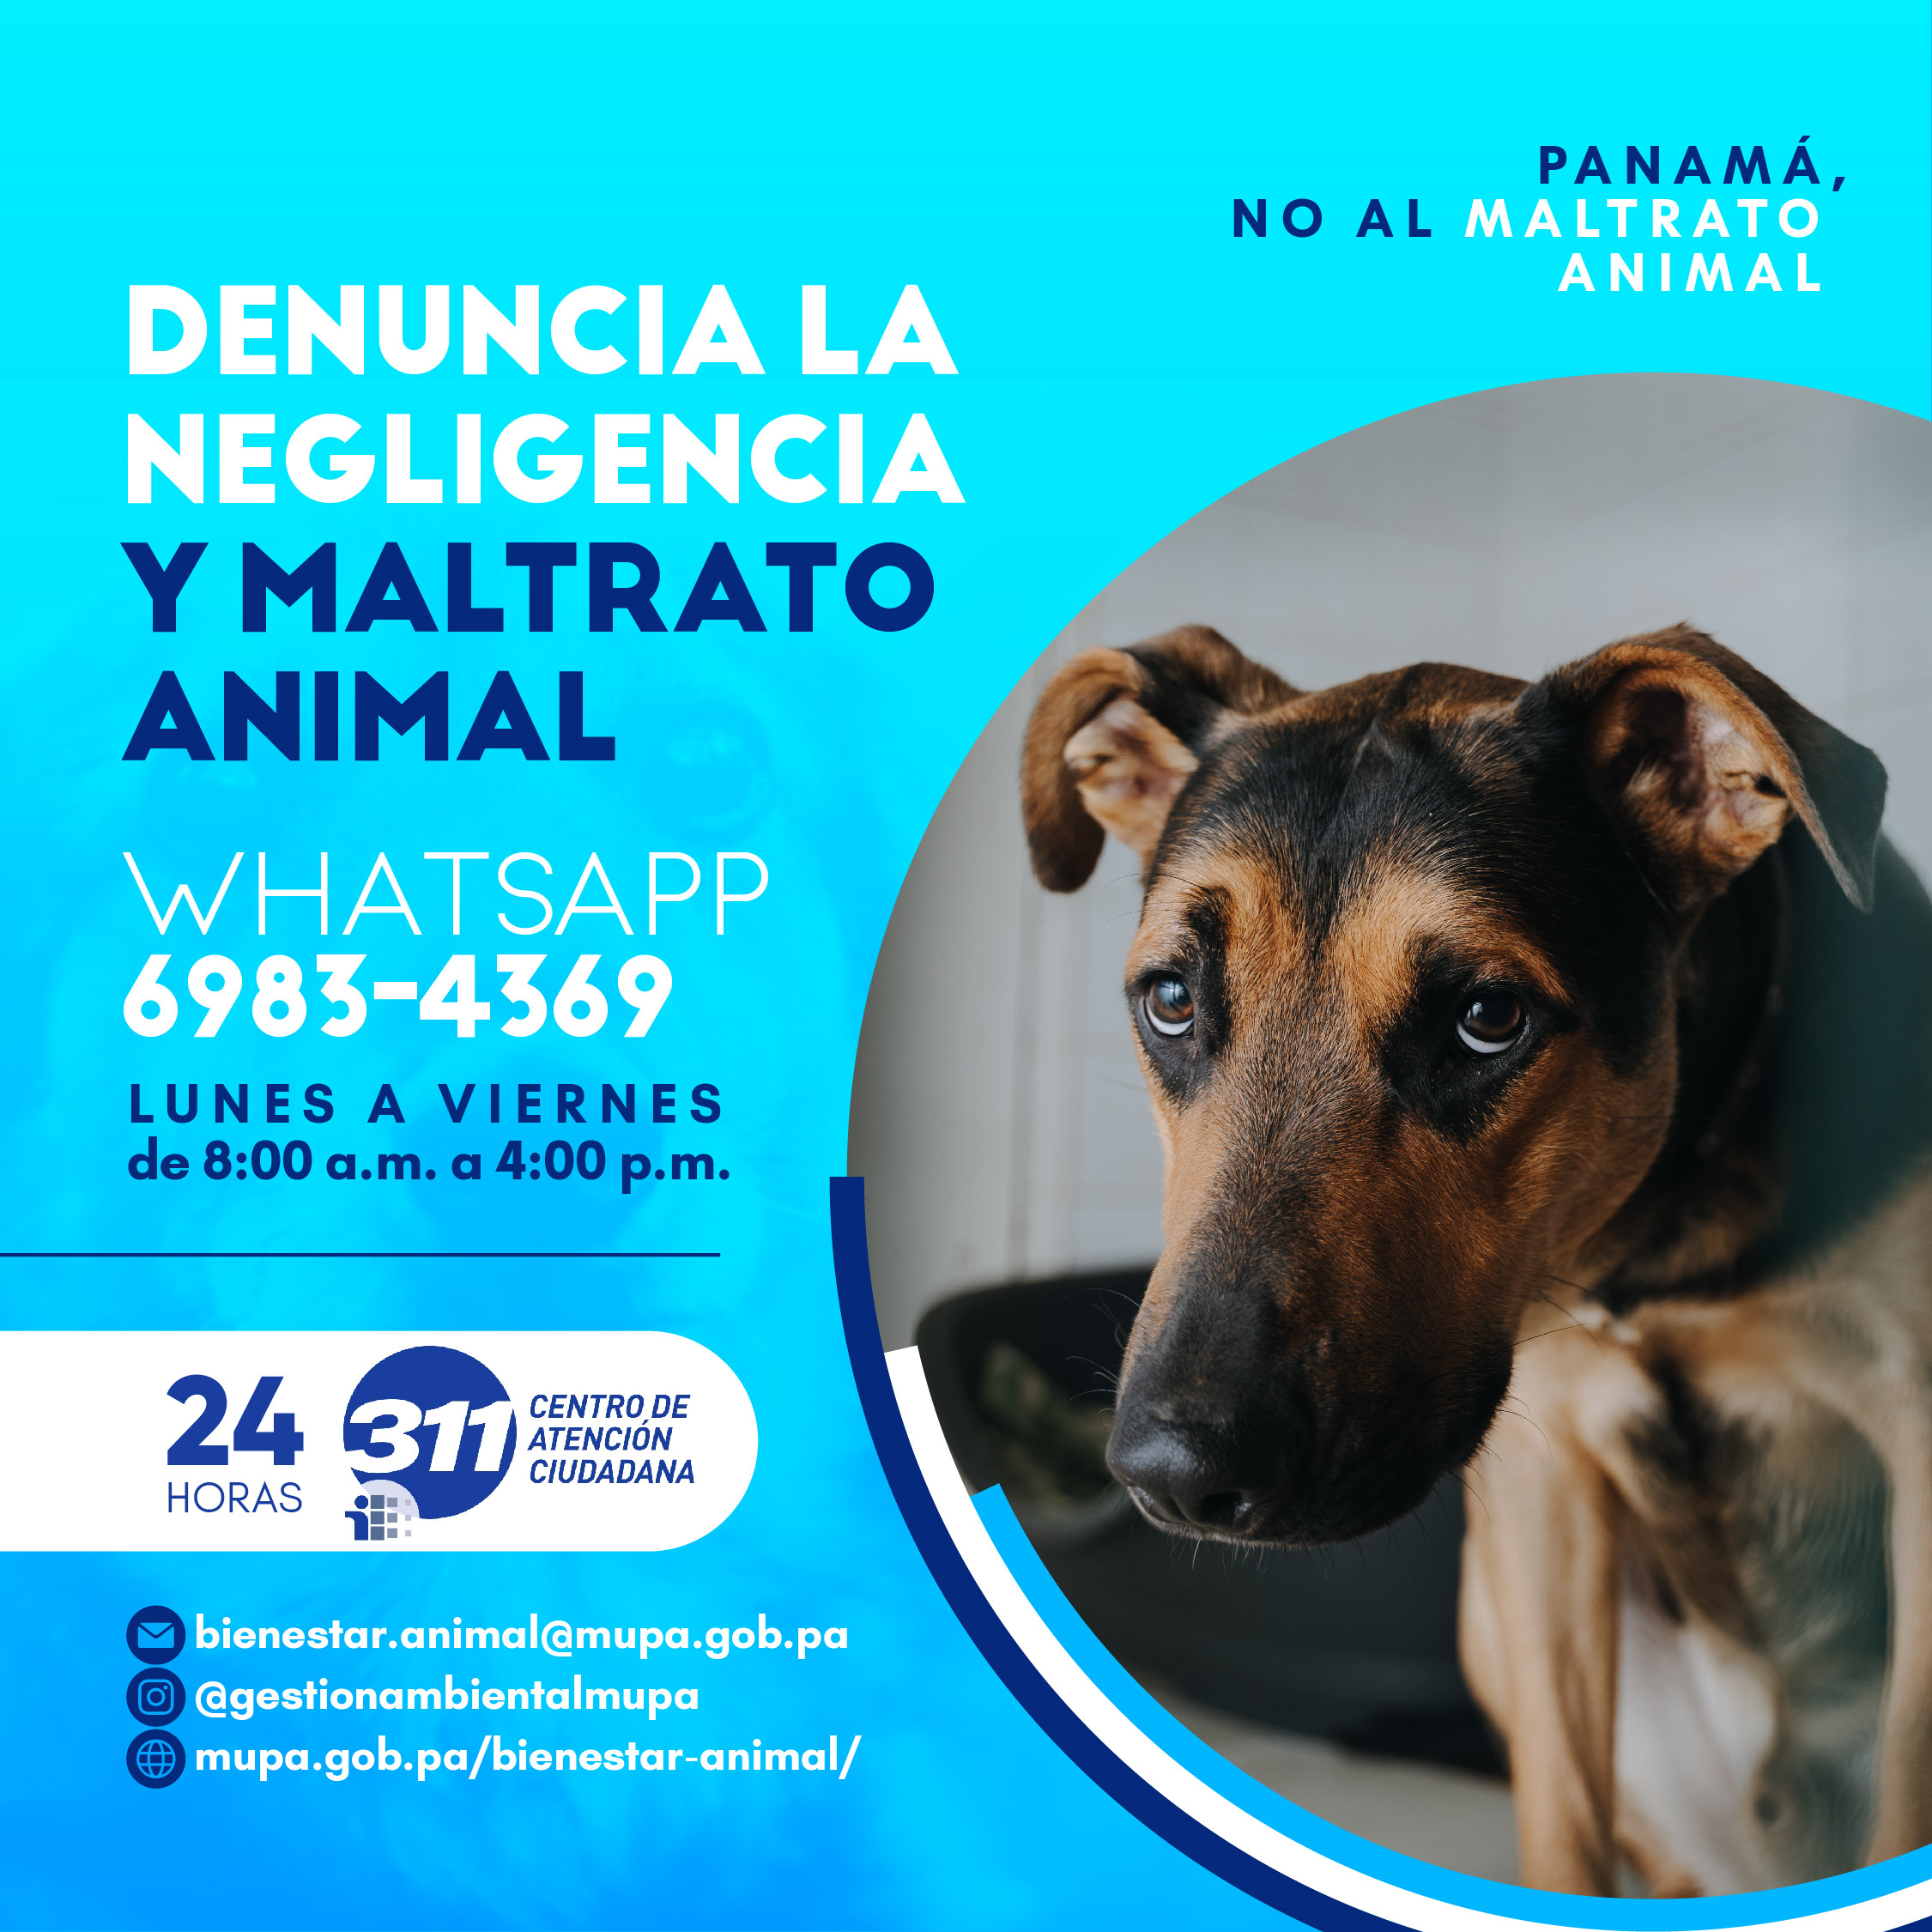 PANAMÁ,
NO AL MALTRATO
ANIMAL
DENUNCIA LA
NEGLIGENCIA
Y MALTRATO
ANIMAL
WHATSAPP
6983-4369
LUNES A VIERNES
de 8:00 a.m. a 4:00 p.m.
24
HORAS
311
CENTRO DE
ATENCIÓN
CIUDADANA
bienestar.animal@mupa.gob.pa
@gestionambientalmupa
mupa.gob.pa/bienestar-animal/